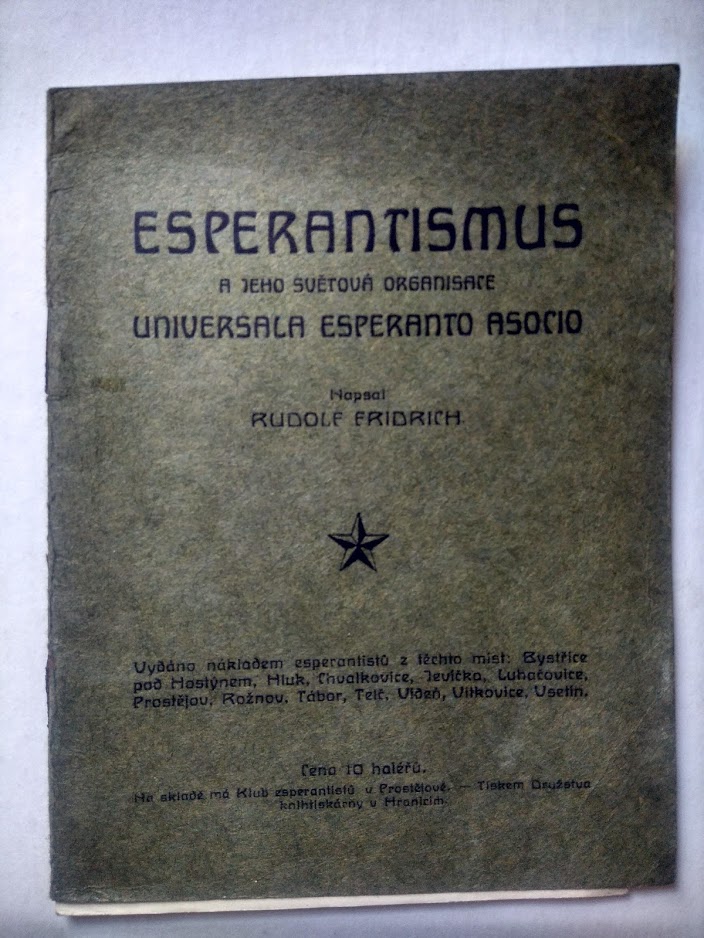 ESPERANTISMUS
A JEHO SVĚTOVÁ ORGANISACE
UNIVERSALA ESPERANTO ASOCIO
Napsal
RUDOLF FRIDRICH.
Vydáno nákladem esperantistů z těchto míst: Bystřice
pod Hostýnem, Hluk, Chvalkovice, Jevíčko, Luhačovice,
Prostějov, Rožnov, Tábor, Telč, Vídeň, Vítkovice, Vsetín.
Cena 10 haléřů.
Na skladě má Klub esperantistů v Prostějově. — Tiskem Družstva
knihtiskárny v Hranicích.